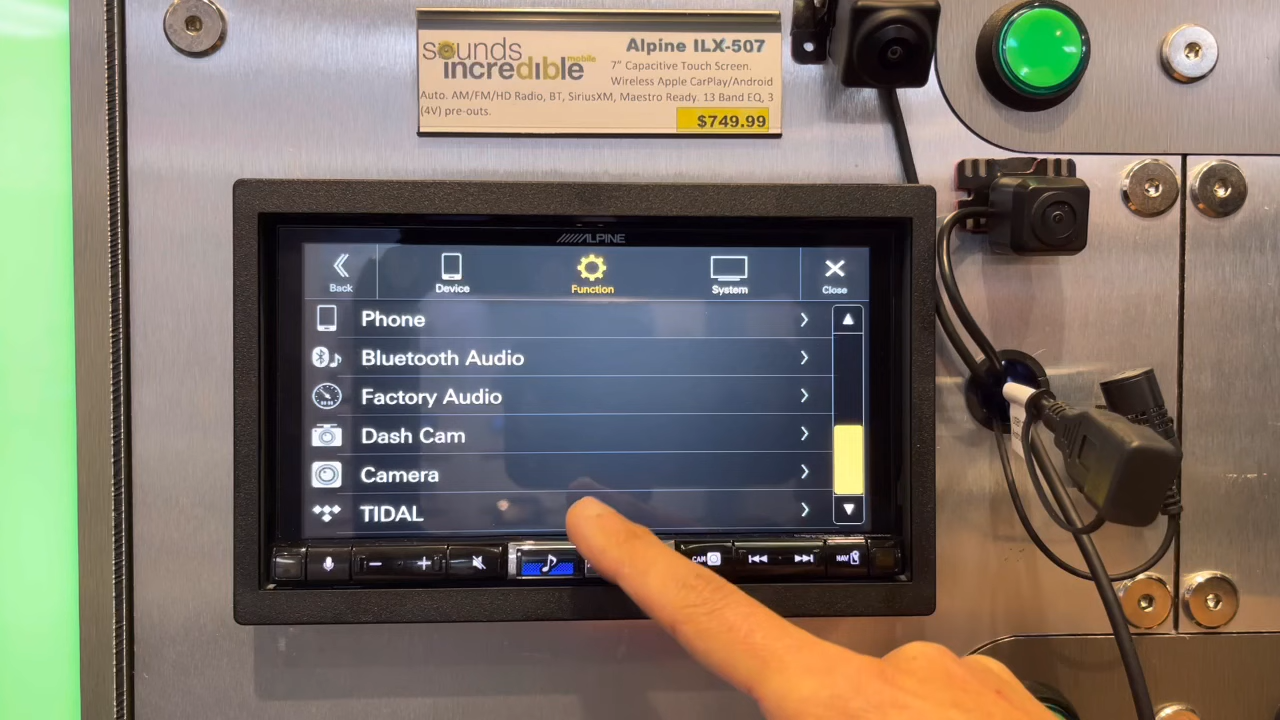 sounds
incredible mobile
Alpine ILX-507
7" Capacitive Touch Screen.
Wireless Apple CarPlay/Android
Auto. AM/FM/HD Radio, BT, SiriusXM, Maestro Ready. 13 Band EQ, 3
(4V) pre-outs.
$749.99
ALPINE
Back
Device
Function
System
Close
Phone
Bluetooth Audio
Factory Audio
Dash Cam
Camera
TIDAL
CAM
NAV